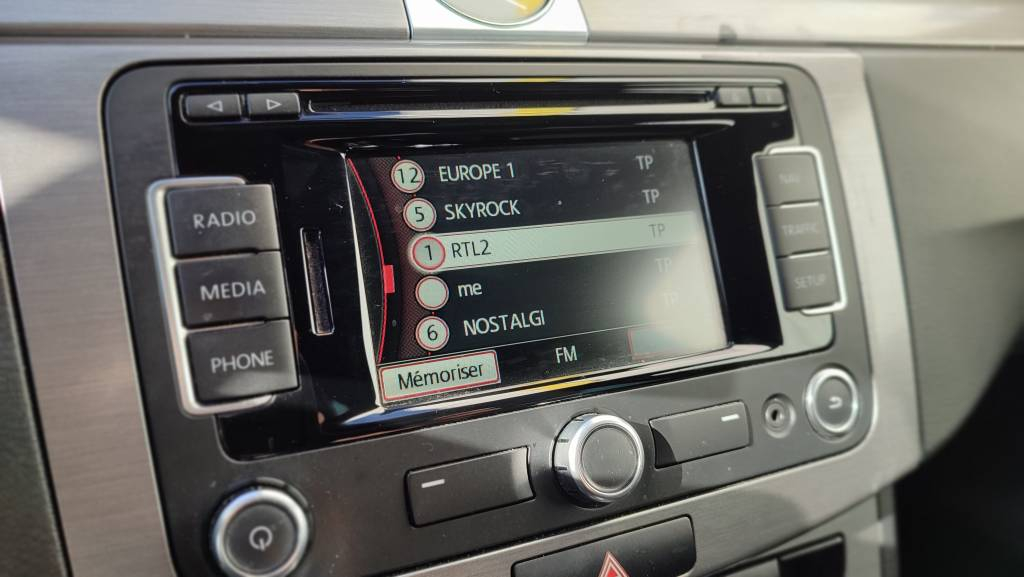 12 EUROPE 1 TP
5 SKYROCK TP
1 RTL2 TP
me TP
6 NOSTALGI TP
Mémoriser FM
RADIO
MEDIA
PHONE
NAV
TRAFFIC
SETUP